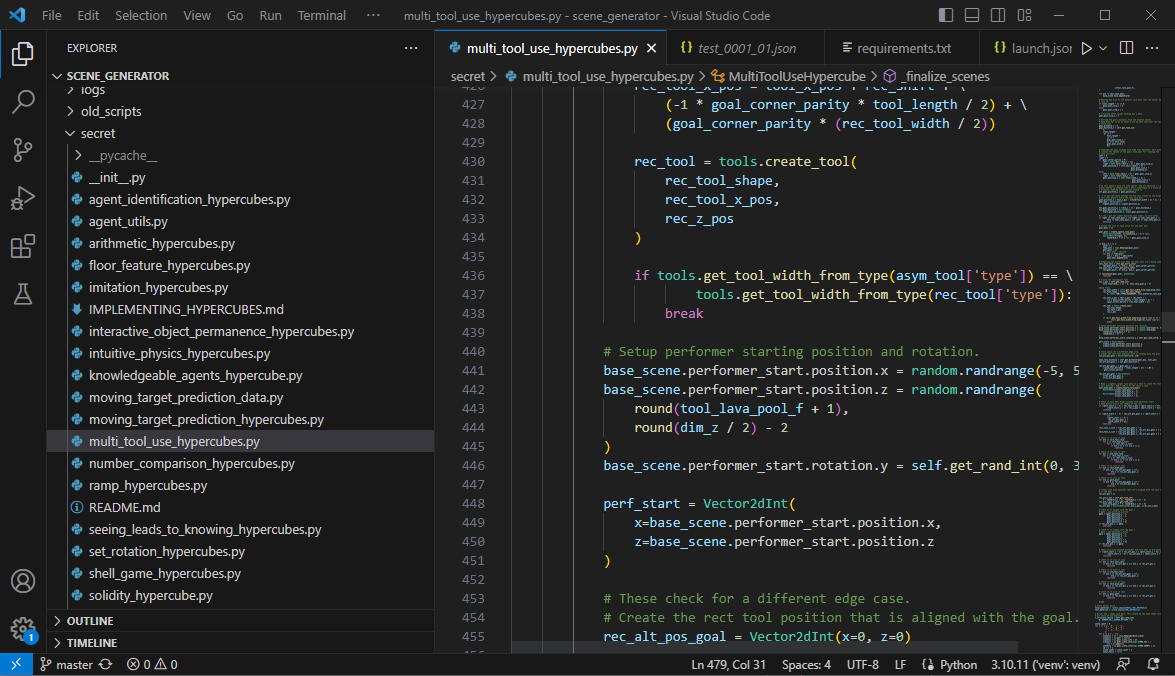 File Edit Selection View Go Run Terminal ··· multi_tool_use_hypercubes.py - scene_generator - Visual Studio Code
EXPLORER ···
SCENE_GENERATOR
logs
old_scripts
secret
__pycache__
__init__.py
agent_identification_hypercubes.py
agent_utils.py
arithmetic_hypercubes.py
floor_feature_hypercubes.py
imitation_hypercubes.py
IMPLEMENTING_HYPERCUBES.md
interactive_object_permanence_hypercubes.py
intuitive_physics_hypercubes.py
knowledgeable_agents_hypercube.py
moving_target_prediction_data.py
moving_target_prediction_hypercubes.py
multi_tool_use_hypercubes.py
number_comparison_hypercubes.py
ramp_hypercubes.py
README.md
seeing_leads_to_knowing_hypercubes.py
set_rotation_hypercubes.py
shell_game_hypercubes.py
solidity_hypercube.py
OUTLINE
TIMELINE
multi_tool_use_hypercubes.py {} test_0001_01.json requirements.txt {} launch.json ···
secret > multi_tool_use_hypercubes.py > MultiToolUseHypercube > _finalize_scenes
426 rec_tool_x_pos = tool_x_pos + rec_shift + \
427 (-1 * goal_corner_parity * tool_length / 2) + \
428 (goal_corner_parity * (rec_tool_width / 2))
429
430 rec_tool = tools.create_tool(
431 rec_tool_shape,
432 rec_tool_x_pos,
433 rec_z_pos
434 )
435
436 if tools.get_tool_width_from_type(asym_tool['type']) == \
437 tools.get_tool_width_from_type(rec_tool['type']):
438 break
439
440 # Setup performer starting position and rotation.
441 base_scene.performer_start.position.x = random.randrange(-5, 5
442 base_scene.performer_start.position.z = random.randrange(
443 round(tool_lava_pool_f + 1),
444 round(dim_z / 2) - 2
445 )
446 base_scene.performer_start.rotation.y = self.get_rand_int(0, 3
447
448 perf_start = Vector2dInt(
449 x=base_scene.performer_start.position.x,
450 z=base_scene.performer_start.position.z
451 )
452
453 # These check for a different edge case.
454 # Create the rect tool position that is aligned with the goal.
455 rec_alt_pos_goal = Vector2dInt(x=0, z=0)
1
master 0 0 Ln 479, Col 31 Spaces: 4 UTF-8 LF Python 3.10.11 ('venv': venv)